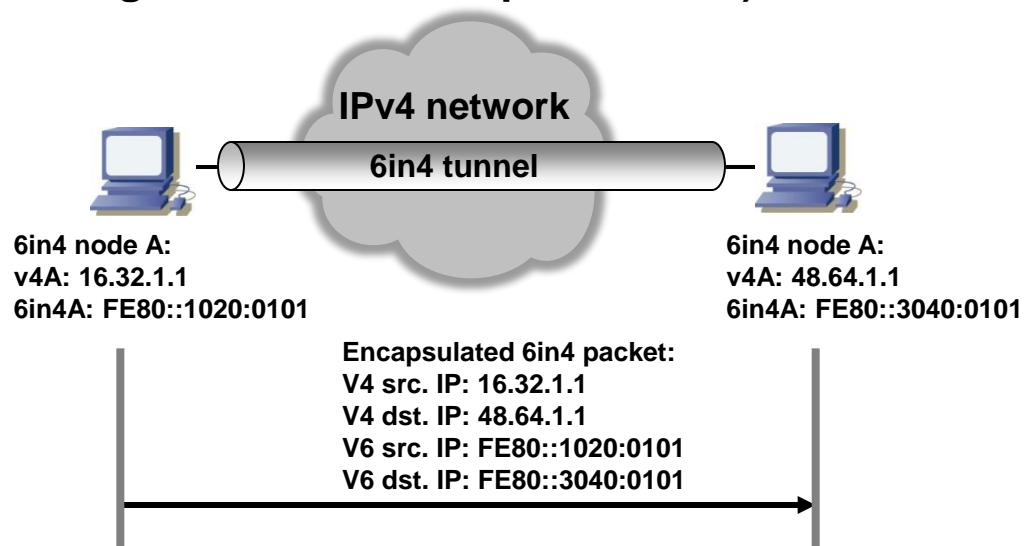 IPv4 network
6in4 tunnel
6in4 node A:
v4A: 16.32.1.1
6in4A: FE80::1020:0101
6in4 node A:
v4A: 48.64.1.1
6in4A: FE80::3040:0101
Encapsulated 6in4 packet:
V4 src. IP: 16.32.1.1
V4 dst. IP: 48.64.1.1
V6 src. IP: FE80::1020:0101
V6 dst. IP: FE80::3040:0101